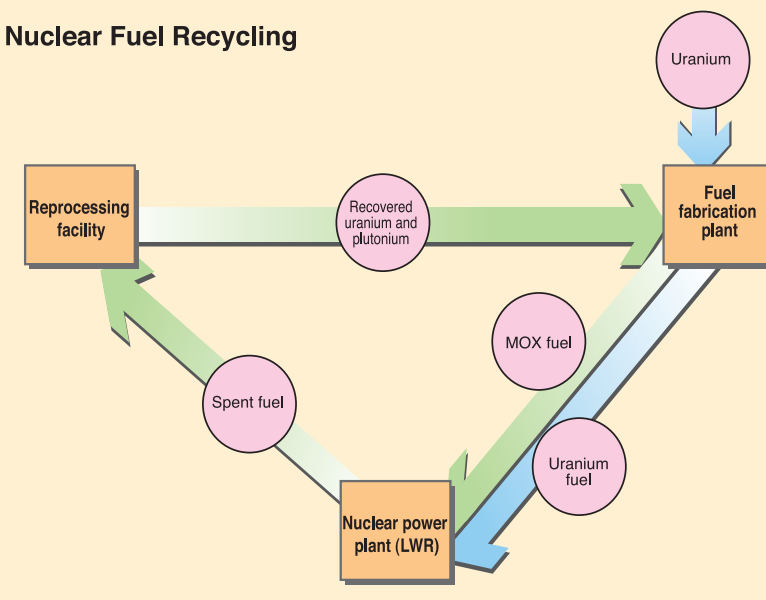 Nuclear Fuel Recycling
Uranium
Reprocessing
facility
Recovered
uranium and
plutonium
Fuel
fabrication
plant
MOX fuel
Spent fuel
Uranium
fuel
Nuclear power
plant (LWR)